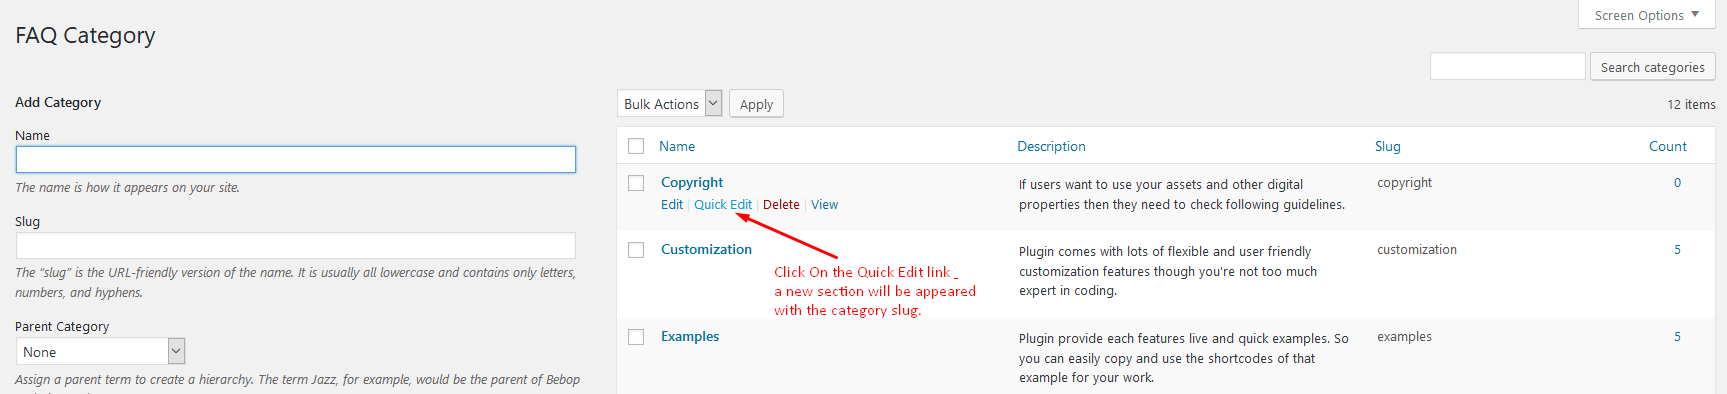 Screen Options ▼
FAQ Category
Search categories
Add Category
Bulk Actions
Apply
12 items
Name
The name is how it appears on your site.
Slug
The “slug” is the URL-friendly version of the name. It is usually all lowercase and contains only letters,
numbers, and hyphens.
Parent Category
None
Assign a parent term to create a hierarchy. The term Jazz, for example, would be the parent of Bebop
Name Description Slug Count
Copyright
Edit | Quick Edit | Delete | View
If users want to use your assets and other digital
properties then they need to check following guidelines.
copyright
0
Customization
Plugin comes with lots of flexible and user friendly
customization features though you're not too much
expert in coding.
customization
5
Click On the Quick Edit link _
a new section will be appeared
with the category slug.
Examples
Plugin provide each features live and quick examples. So
you can easily copy and use the shortcodes of that
example for your work.
examples
5